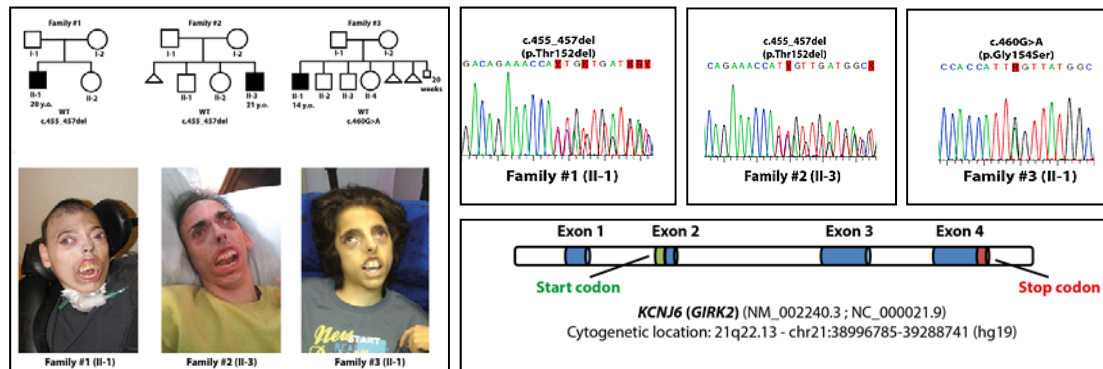 Family #1
I-1
I-2
II-1
20 y.o.
II-2
WT
c.455_457del
Family #2
I-1
I-2
II-1
II-2
II-3
21 y.o.
WT
c.455_457del
Family #3
I-1
I-2
II-1
14 y.o.
II-2
II-3
II-4
20
weeks
WT
c.460G>A
START
Family #1 (II-1)
Family #2 (II-3)
Family #3 (II-1)
c.455_457del
(p.Thr152del)
GACAGAAACCAYTGKTGATRRY
Family #1 (II-1)
c.455_457del
(p.Thr152del)
Family #2 (II-3)
c.460G>A
(p.Gly154Ser)
CCACCATTRGTTATGGC
Family #3 (II-1)
Exon 1
Exon 2
Exon 3
Exon 4
Start codon
Stop codon
KCNJ6 (GIRK2) (NM_002240.3 ; NC_000021.9)
Cytogenetic location: 21q22.13 - chr21:38996785-39288741 (hg19)